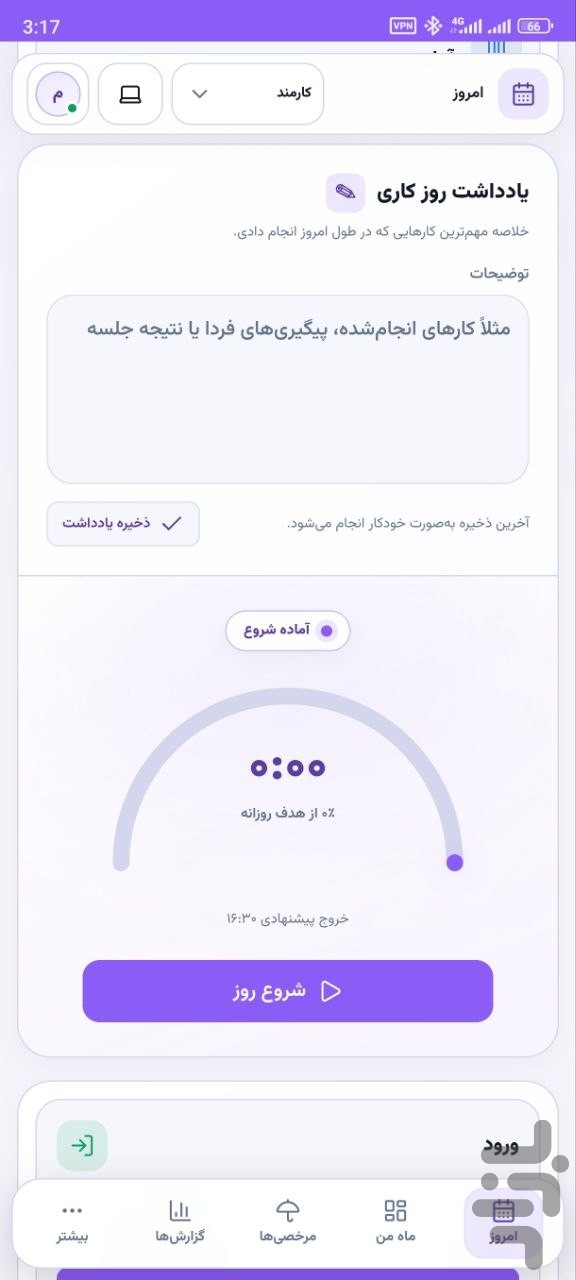 3:17
VPN 4G 66
امروز
کارمند
م
یادداشت روز کاری
خلاصه مهم‌ترین کارهایی که در طول امروز انجام دادی.
توضیحات
مثلاً کارهای انجام‌شده، پیگیری‌های فردا یا نتیجه جلسه
آخرین ذخیره به‌صورت خودکار انجام می‌شود.
ذخیره یادداشت
آماده شروع
۰:۰۰
۰٪ از هدف روزانه
خروج پیشنهادی ۱۶:۳۰
شروع روز
ورود
امروز
ماه من
مرخصی‌ها
گزارش‌ها
بیشتر